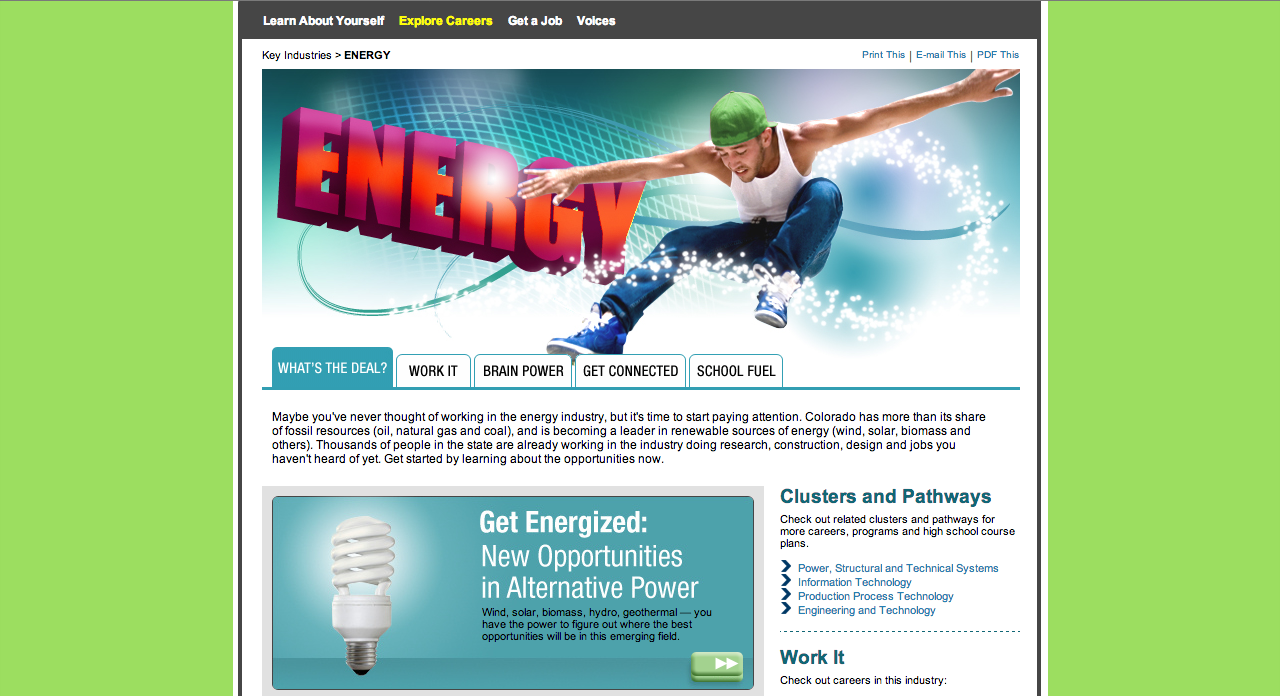 Learn About Yourself Explore Careers Get a Job Voices
Key Industries > ENERGY
Print This | E-mail This | PDF This
ENERGY
WHAT'S THE DEAL? WORK IT BRAIN POWER GET CONNECTED SCHOOL FUEL
Maybe you've never thought of working in the energy industry, but it's time to start paying attention. Colorado has more than its share
of fossil resources (oil, natural gas and coal), and is becoming a leader in renewable sources of energy (wind, solar, biomass and
others). Thousands of people in the state are already working in the industry doing research, construction, design and jobs you
haven't heard of yet. Get started by learning about the opportunities now.
Get Energized:
New Opportunities
in Alternative Power
Wind, solar, biomass, hydro, geothermal — you
have the power to figure out where the best
opportunities will be in this emerging field.
Clusters and Pathways
Check out related clusters and pathways for
more careers, programs and high school course
plans.
Power, Structural and Technical Systems
Information Technology
Production Process Technology
Engineering and Technology
Work It
Check out careers in this industry: